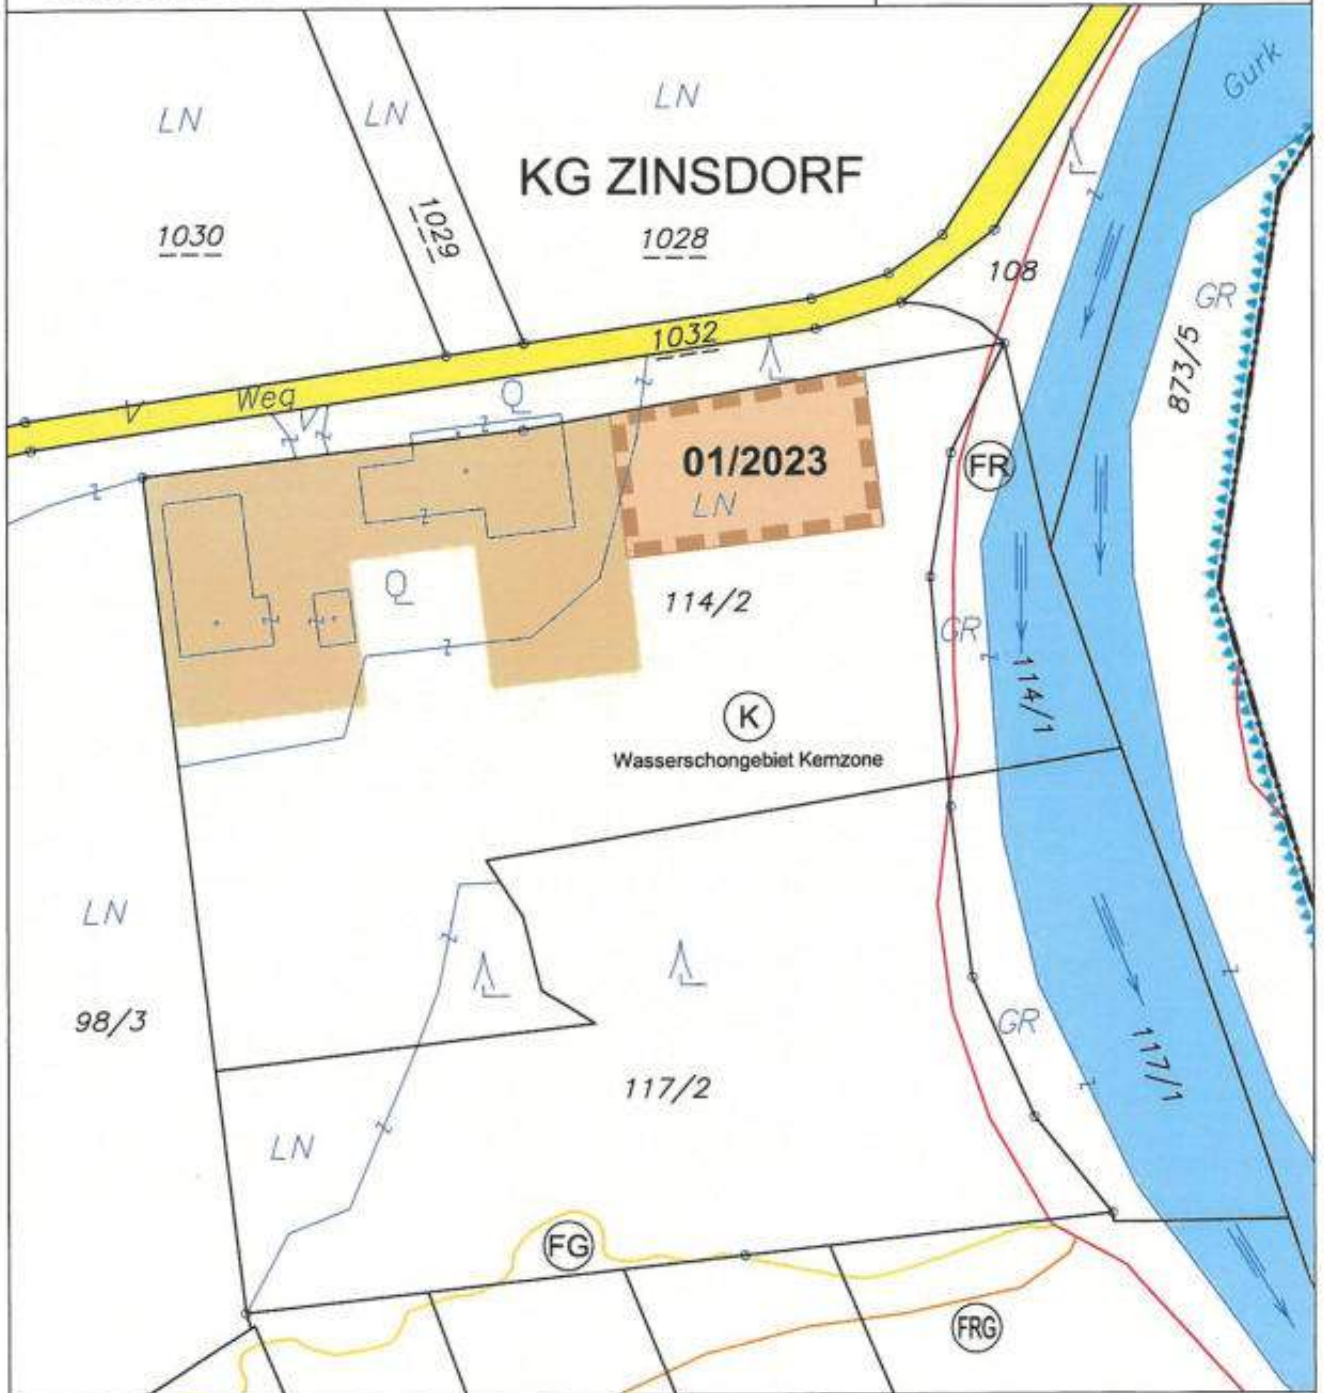 Gurk
LN
LN
LN
KG ZINSDORF
1030
1029
1028
108
GR
873/5
1032
Weg
Q
01/2023
LN
FR
Q
114/2
GR
114/1
K
Wasserschongebiet Kernzone
LN
98/3
GR
117/1
117/2
LN
FG
FRG